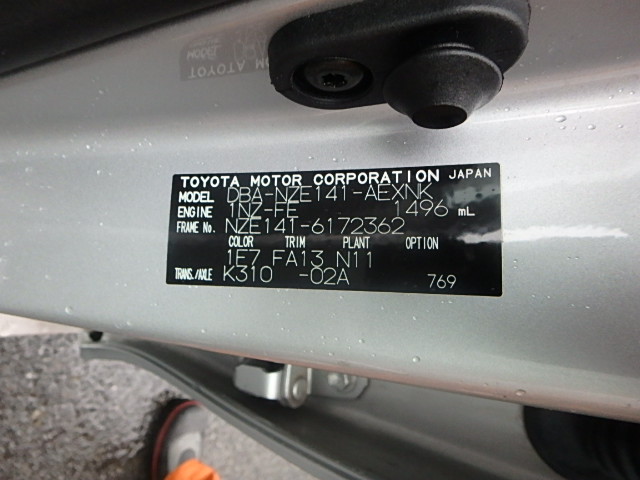 TOYOTA MOTOR CORPORATION JAPAN
MODEL DBA-NZE141-AEXNK
ENGINE 1NZ-FE 1496 mL
FRAME No. NZE141-6172362
COLOR TRIM PLANT OPTION
1E7 FA13 N11
TRANS./AXLE K310 -02A 769